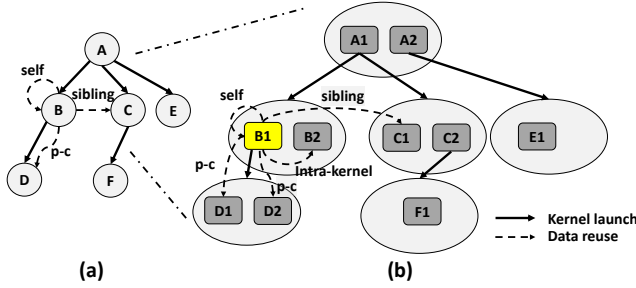 A
self
B
sibling
C
E
p-c
D
F
(a)
A1
A2
self
sibling
B1
B2
C1
C2
E1
p-c
Intra-kernel
p-c
D1
D2
F1
Kernel launch
Data reuse
(b)